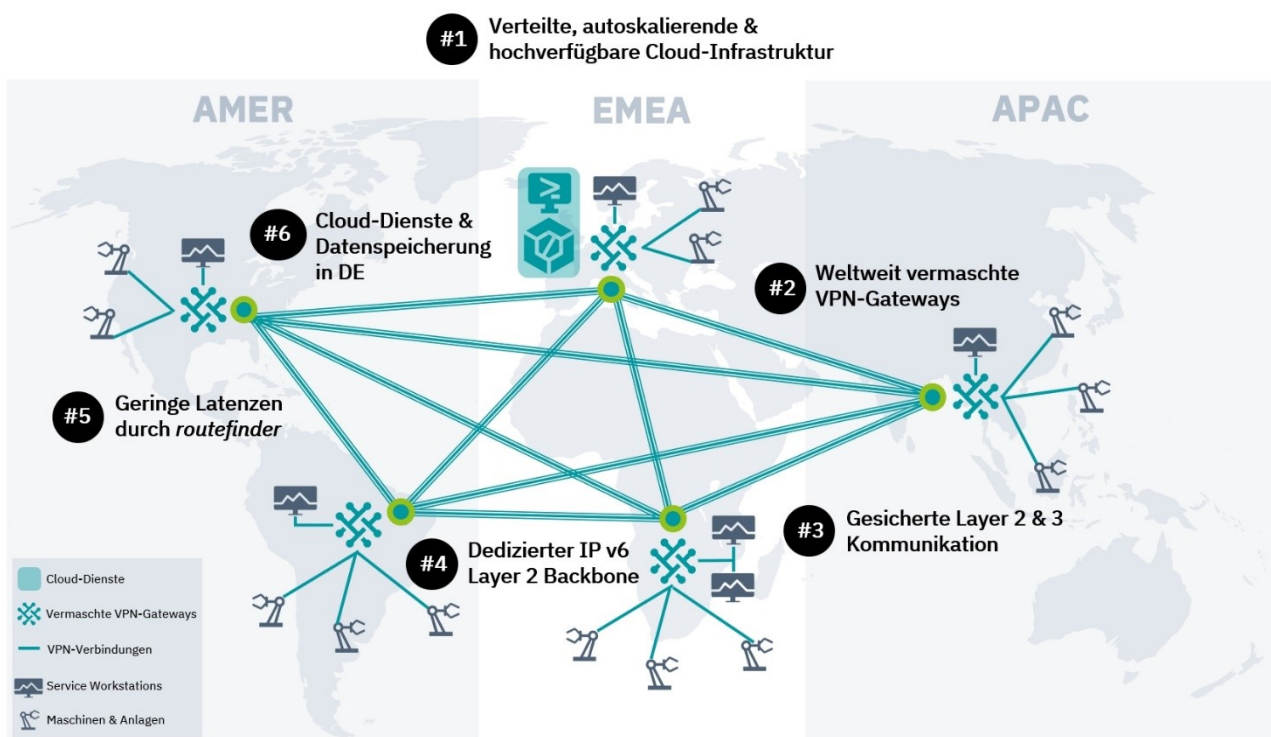 #1
Verteilte, autoskalierende &
hochverfügbare Cloud-Infrastruktur
AMER
EMEA
APAC
#6
Cloud-Dienste &
Datenspeicherung
in DE
#2
Weltweit vermaschte
VPN-Gateways
#5
Geringe Latenzen
durch routefinder
#4
Dedizierter IP v6
Layer 2 Backbone
#3
Gesicherte Layer 2 & 3
Kommunikation
Cloud-Dienste
Vermaschte VPN-Gateways
VPN-Verbindungen
Service Workstations
Maschinen & Anlagen